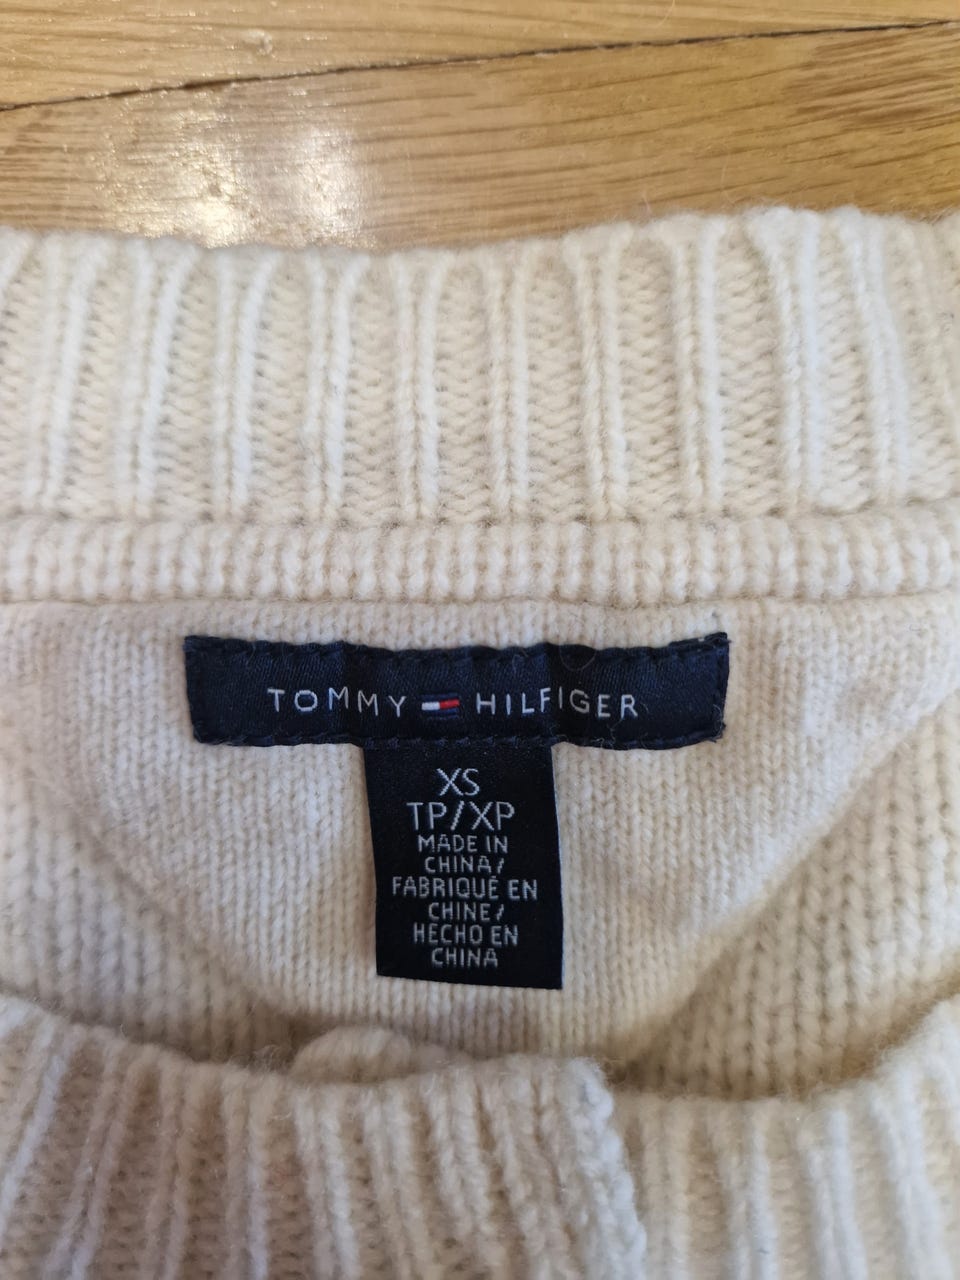 TOMMY HILFIGER
XS
TP/XP
MADE IN
CHINA/
FABRIQUÉ EN
CHINE/
HECHO EN
CHINA